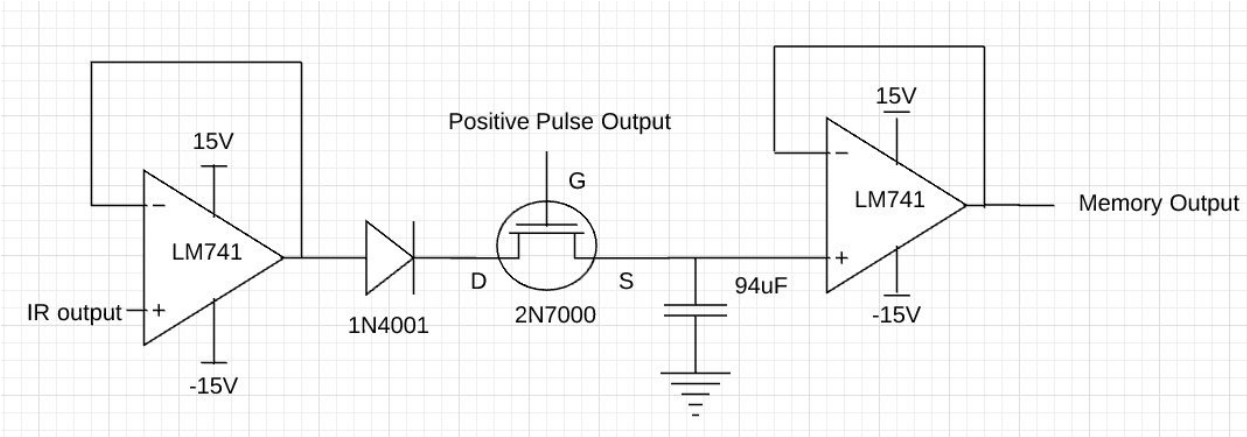 15V
−
LM741
IR output
+
-15V
1N4001
Positive Pulse Output
G
D
S
2N7000
94uF
15V
−
LM741
+
-15V
Memory Output